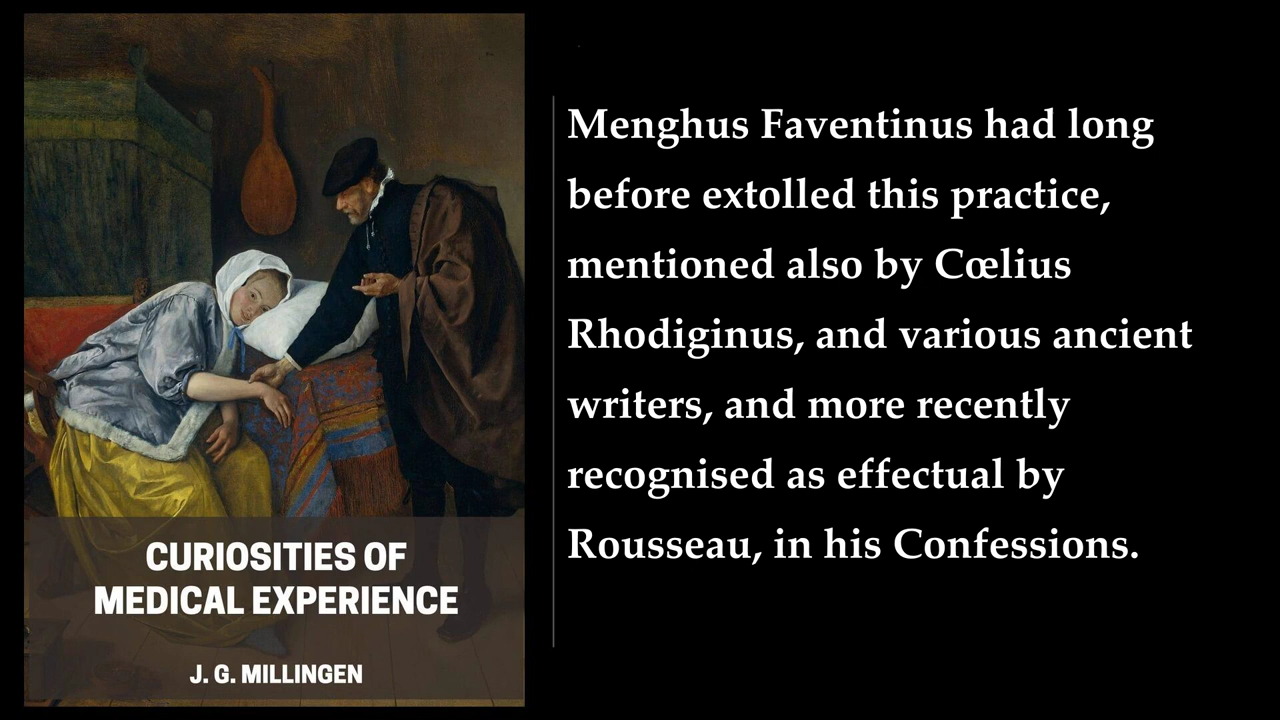 CURIOSITIES OF
MEDICAL EXPERIENCE
J. G. MILLINGEN
Menghus Faventinus had long
before extolled this practice,
mentioned also by Cœlius
Rhodiginus, and various ancient
writers, and more recently
recognised as effectual by
Rousseau, in his Confessions.